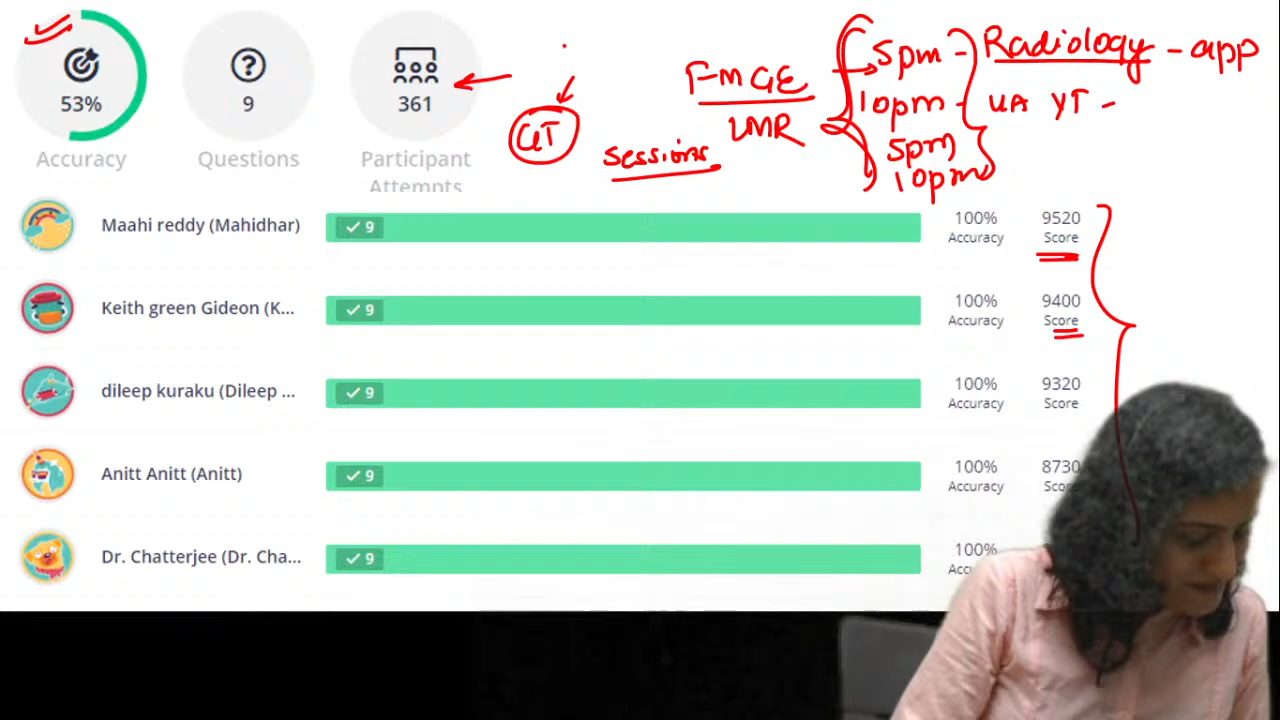 53%
Accuracy
9
Questions
361
Participant
Attempts
GT
sessions
FMGE
LMR
5pm - Radiology - app
10pm - UA YT -
5pm
10pm
Maahi reddy (Mahidhar)
9
100%
Accuracy
9520
Score
Keith green Gideon (K...
9
100%
Accuracy
9400
Score
dileep kuraku (Dileep ...
9
100%
Accuracy
9320
Score
Anitt Anitt (Anitt)
9
100%
Accuracy
8730
Dr. Chatterjee (Dr. Cha...
9
100%